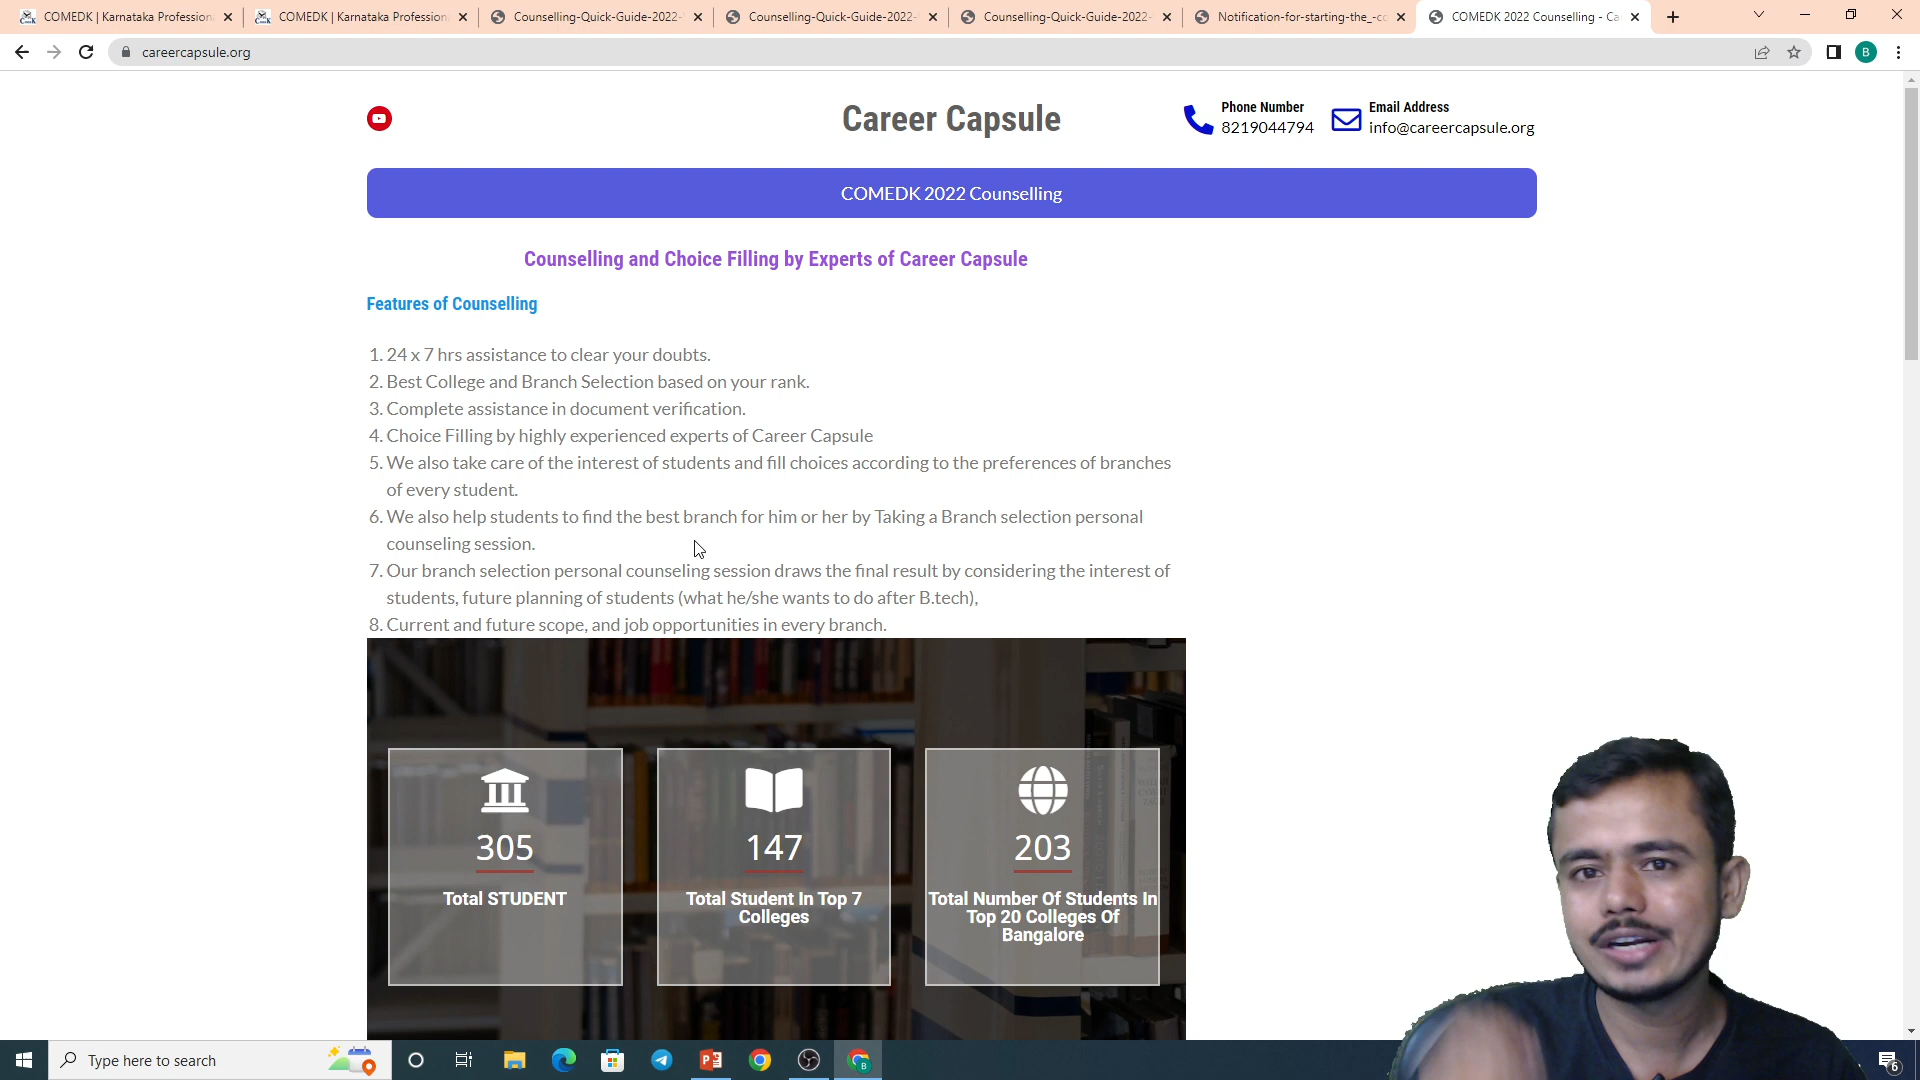 COMEDK | Karnataka Profession
COMEDK | Karnataka Profession
Counselling-Quick-Guide-2022-
Counselling-Quick-Guide-2022-
Counselling-Quick-Guide-2022-
Notification-for-starting-the_-co
COMEDK 2022 Counselling - Ca
careercapsule.org
B
Career Capsule
Phone Number
8219044794
Email Address
info@careercapsule.org
COMEDK 2022 Counselling
Counselling and Choice Filling by Experts of Career Capsule
Features of Counselling
1. 24 x 7 hrs assistance to clear your doubts.
2. Best College and Branch Selection based on your rank.
3. Complete assistance in document verification.
4. Choice Filling by highly experienced experts of Career Capsule
5. We also take care of the interest of students and fill choices according to the preferences of branches
of every student.
6. We also help students to find the best branch for him or her by Taking a Branch selection personal
counseling session.
7. Our branch selection personal counseling session draws the final result by considering the interest of
students, future planning of students (what he/she wants to do after B.tech),
8. Current and future scope, and job opportunities in every branch.
305
Total STUDENT
147
Total Student In Top 7
Colleges
203
Total Number Of Students In
Top 20 Colleges Of
Bangalore
Type here to search
6